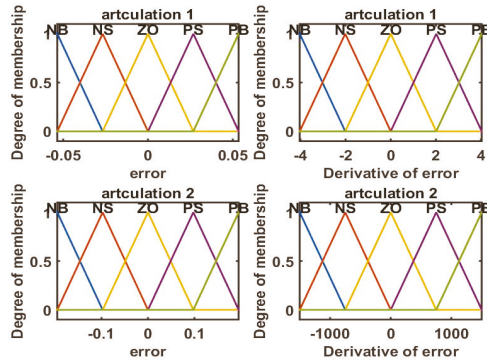 artculation 1
NB NS ZO PS PB
1
0.5
0
Degree of membership
-0.05 0 0.05
error
artculation 1
NB NS ZO PS PB
1
0.5
0
Degree of membership
-4 -2 0 2 4
Derivative of error
artculation 2
NB NS ZO PS PB
1
0.5
0
Degree of membership
-0.1 0 0.1
error
artculation 2
NB NS ZO PS PB
1
0.5
0
Degree of membership
-1000 0 1000
Derivative of error